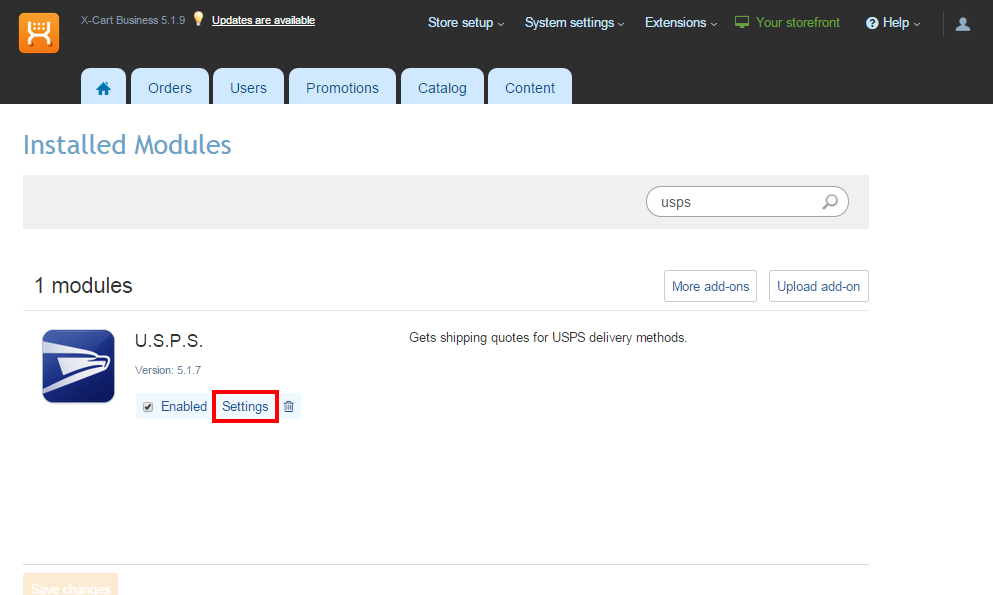 X-Cart Business 5.1.9 Updates are available Store setup System settings Extensions Your storefront Help
Orders Users Promotions Catalog Content
Installed Modules
usps
1 modules More add-ons Upload add-on
U.S.P.S. Gets shipping quotes for USPS delivery methods.
Version: 5.1.7
Enabled Settings
Save changes